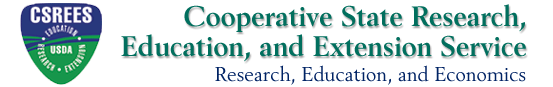 CSREES
EDUCATION
USDA
RESEARCH • EXTENSION
Cooperative State Research,
Education, and Extension Service
Research, Education, and Economics